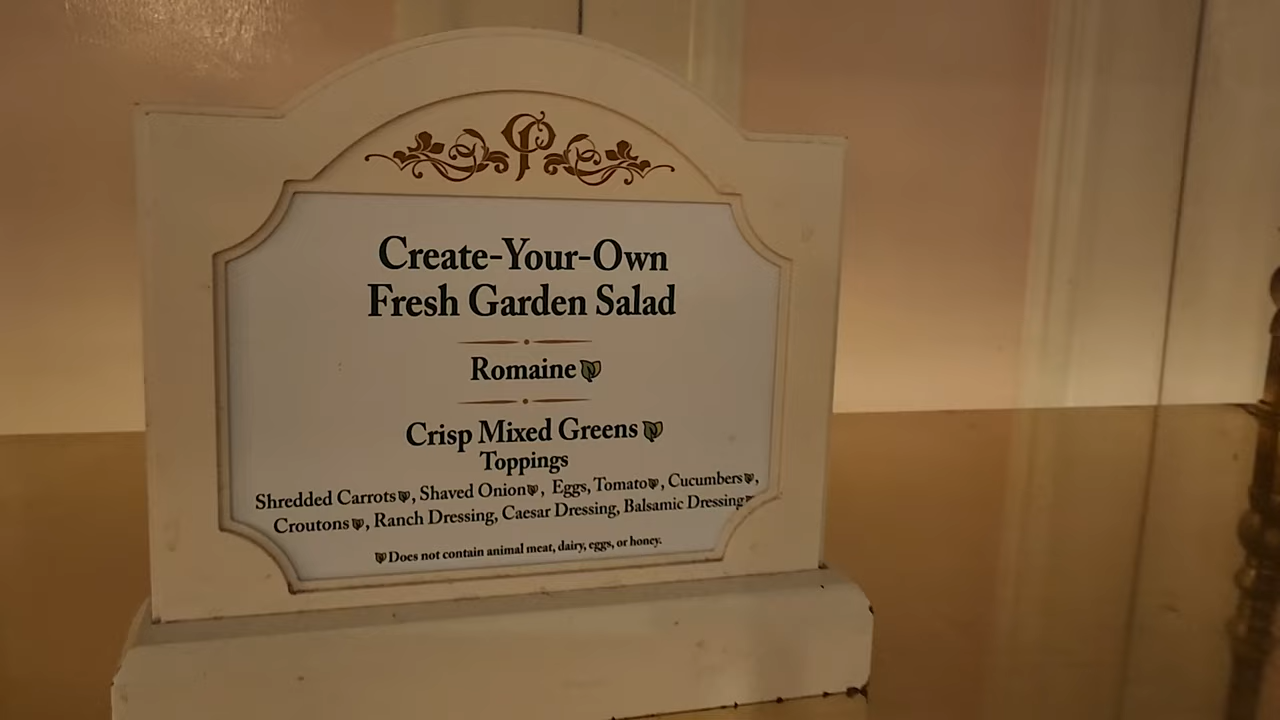 CP
Create-Your-Own
Fresh Garden Salad
Romaine
Crisp Mixed Greens
Toppings
Shredded Carrots, Shaved Onion, Eggs, Tomato, Cucumbers,
Croutons, Ranch Dressing, Caesar Dressing, Balsamic Dressing
Does not contain animal meat, dairy, eggs, or honey.